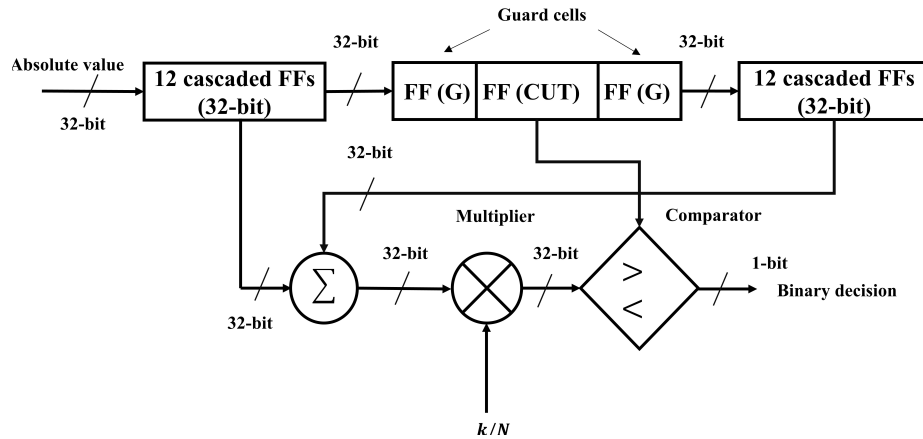 Guard cells
32-bit
32-bit
Absolute value
12 cascaded FFs
(32-bit)
FF (G)
FF (CUT)
FF (G)
12 cascaded FFs
(32-bit)
32-bit
32-bit
Multiplier
Comparator
32-bit
32-bit
1-bit
Σ
>
<
Binary decision
32-bit
k/N